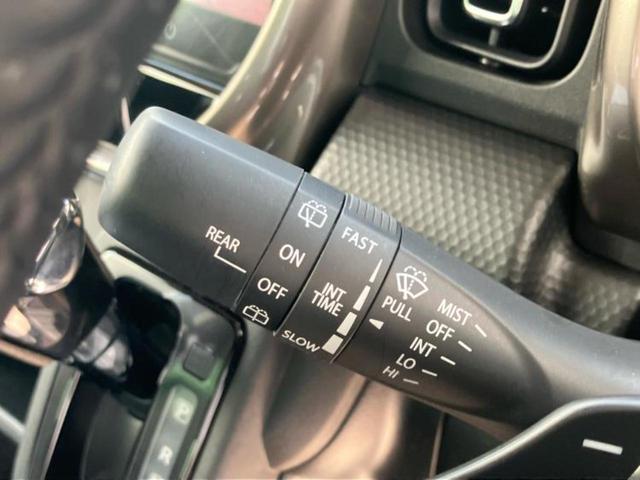 REAR
ON
OFF
FAST
INT
TIME
SLOW
PULL
MIST
OFF
INT
LO
HI
P
R